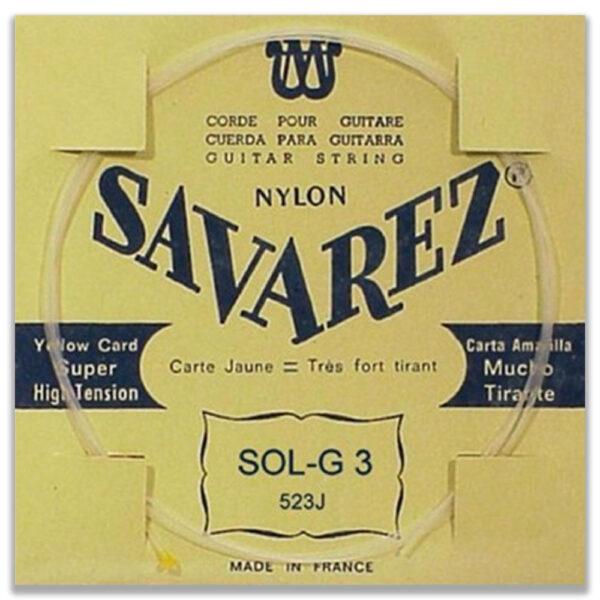 CORDE POUR GUITARE
CUERDA PARA GUITARRA
GUITAR STRING
NYLON
SAVAREZ®
Yellow Card
Super
High Tension
Carte Jaune = Très fort tirant
Carta Amarilla
Mucho
Tirante
SOL-G 3
523J
MADE IN FRANCE